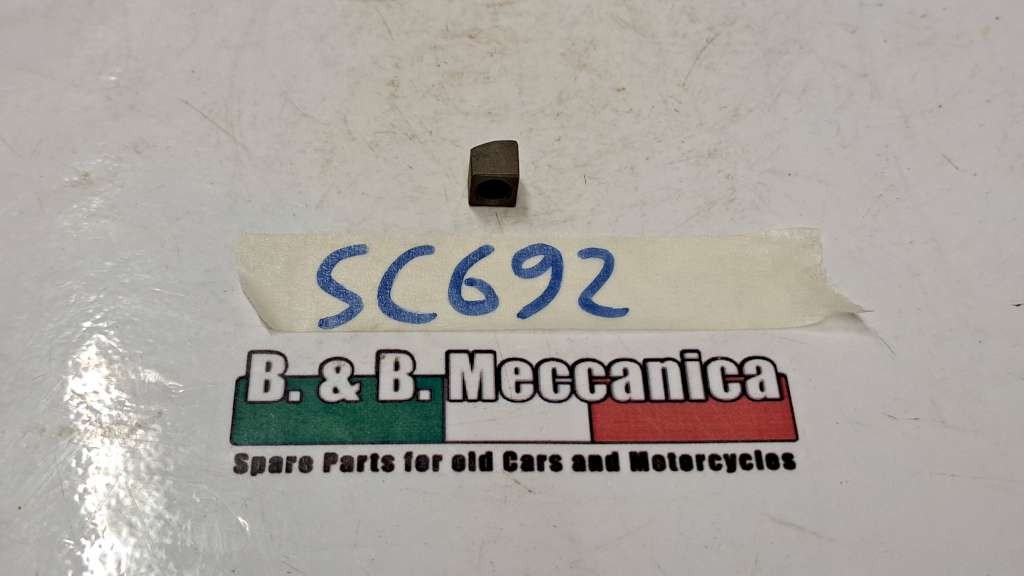 SC692
B. & B. Meccanica
Spare Parts for old Cars and Motorcycles